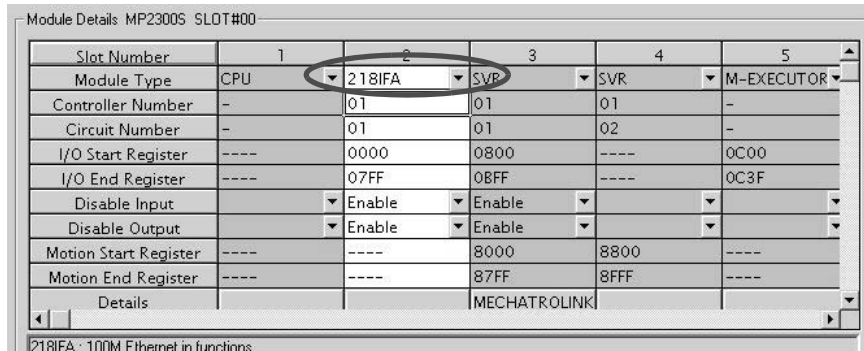 Module Details MP2300S SLOT#00
Slot Number 1 2 3 4 5
Module Type CPU 218IFA SVR SVR M-EXECUTOR
Controller Number - 01 01 01 -
Circuit Number - 01 01 02 -
I/O Start Register ---- 0000 0800 ---- 0C00
I/O End Register ---- 07FF 0BFF ---- 0C3F
Disable Input Enable Enable
Disable Output Enable Enable
Motion Start Register ---- ---- 8000 8800 ----
Motion End Register ---- ---- 87FF 8FFF ----
Details MECHATROLINK
218IFA : 100M Ethernet in functions